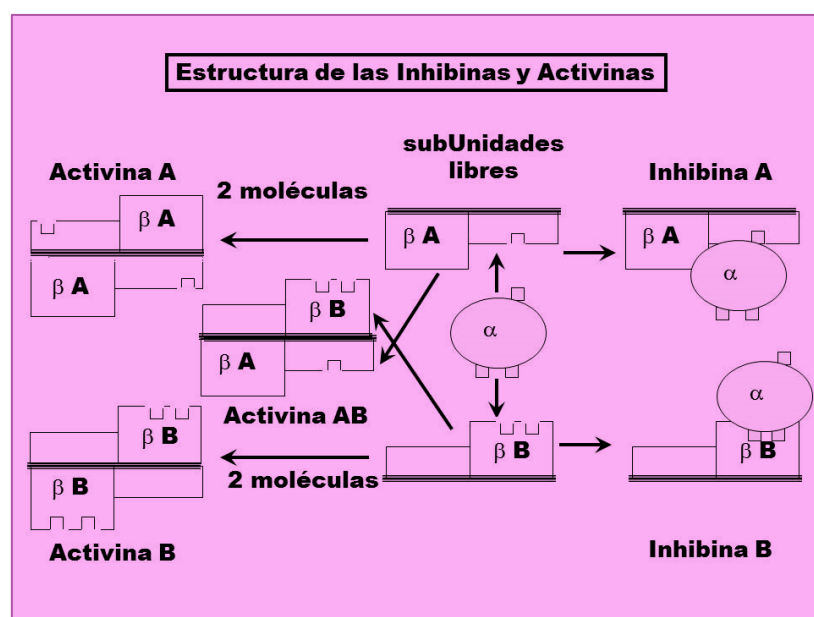 Estructura de las Inhibinas y Activinas
subUnidades
libres
Activina A
Inhibina A
2 moléculas
β A
β A
β A
β A
α
β B
β A
α
Activina AB
α
β B
β B
β B
2 moléculas
β B
Activina B
Inhibina B